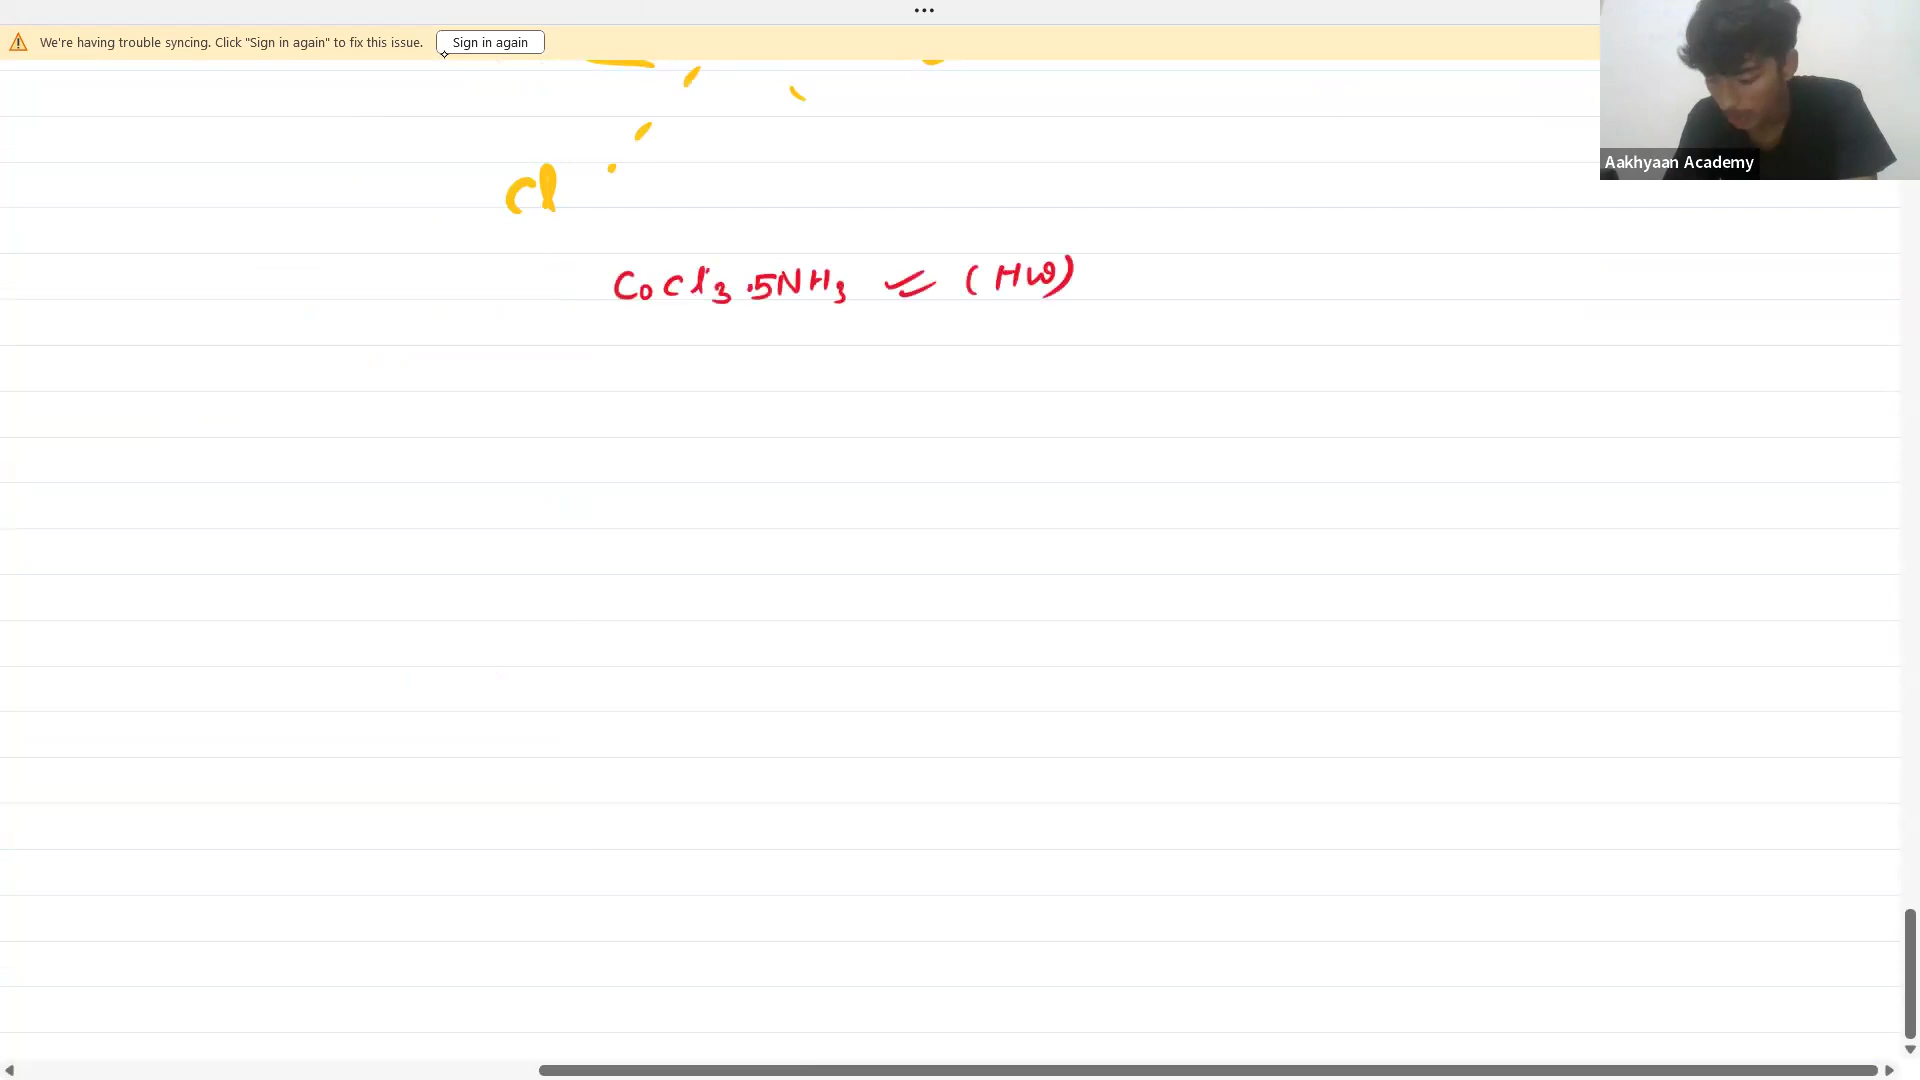 •••
We're having trouble syncing. Click "Sign in again" to fix this issue. Sign in again
Aakhyaan Academy
Cl
CoCl3.5NH3 (HW)